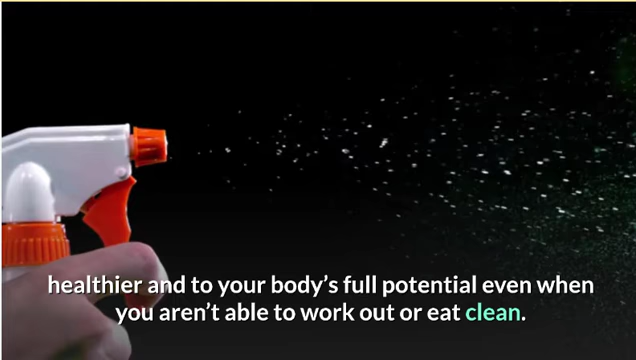 healthier and to your body's full potential even when
you aren't able to work out or eat clean.